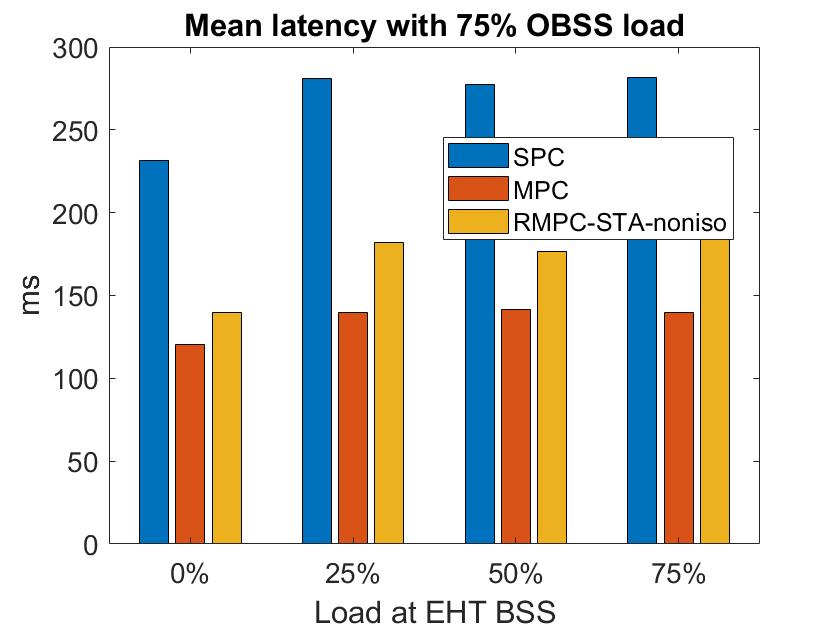 Mean latency with 75% OBSS load
300
250
200
150
100
50
0
ms
SPC
MPC
RMPC-STA-noniso
0% 25% 50% 75%
Load at EHT BSS